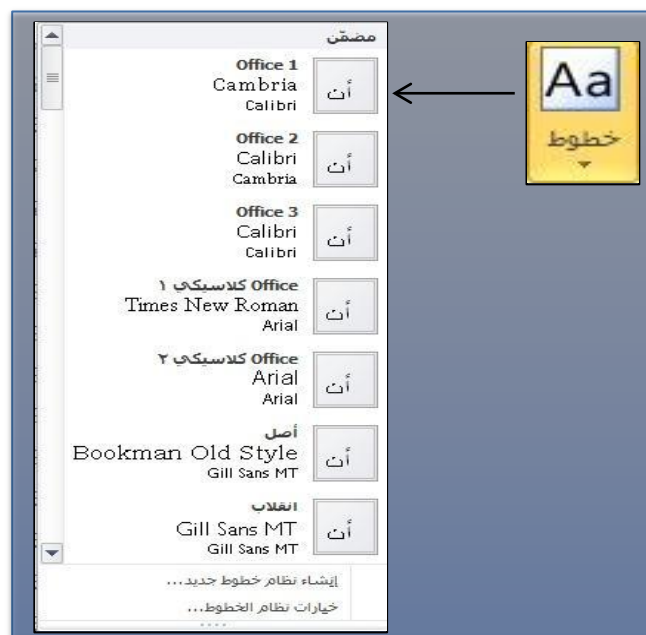 مضمّن
Office 1
Cambria
Calibri
أن
Office 2
Calibri
Cambria
أن
Office 3
Calibri
Calibri
أن
Office كلاسيكي ١
Times New Roman
Arial
أن
Office كلاسيكي ٢
Arial
Arial
أن
أصل
Bookman Old Style
Gill Sans MT
أن
انقلاب
Gill Sans MT
Gill Sans MT
أن
إنشاء نظام خطوط جديد...
خيارات نظام الخطوط...
Aa
خطوط